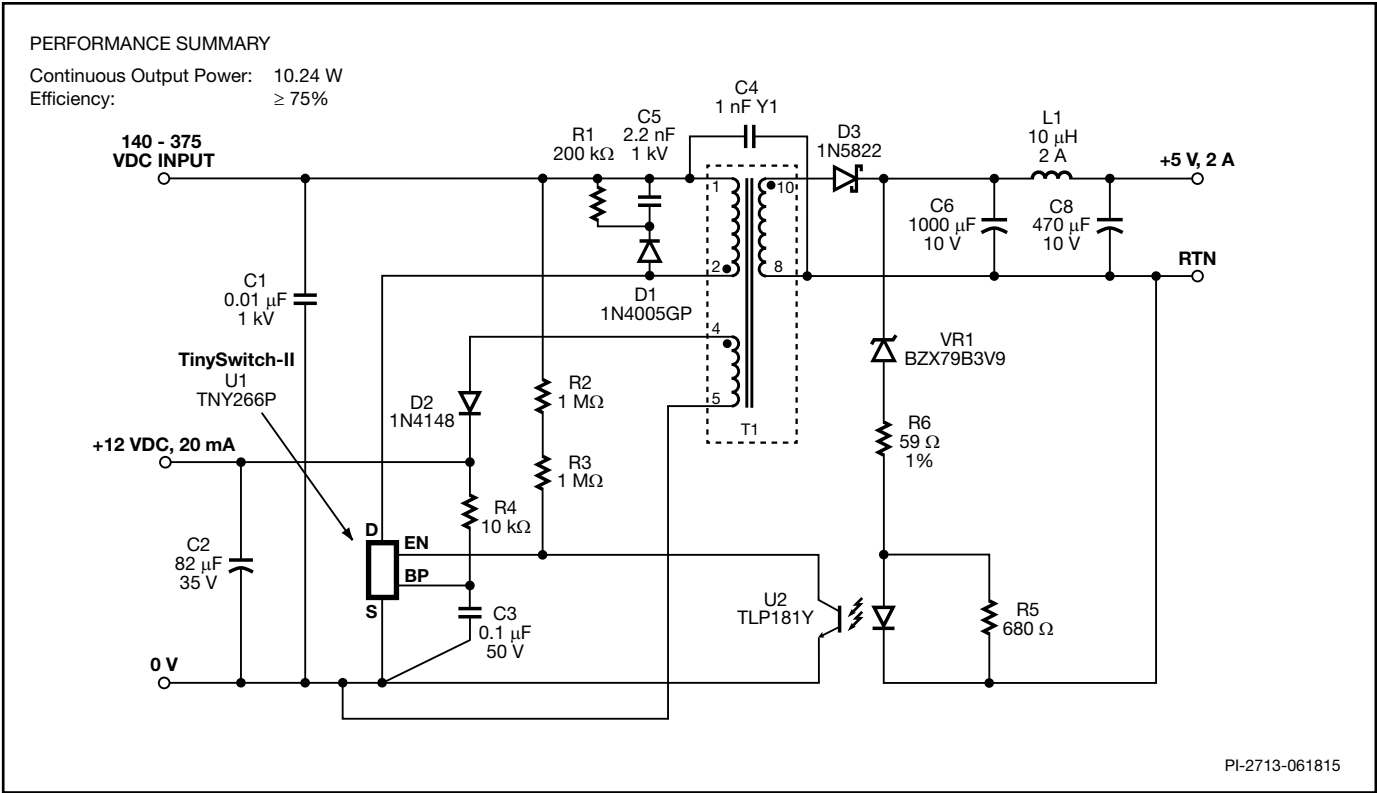 PERFORMANCE SUMMARY
Continuous Output Power: 10.24 W
Efficiency: ≥ 75%
140 - 375
VDC INPUT
R1
200 kΩ
C5
2.2 nF
1 kV
C4
1 nF Y1
D3
1N5822
L1
10 µH
2 A
+5 V, 2 A
1
10
C6
1000 µF
10 V
C8
470 µF
10 V
2
8
RTN
C1
0.01 µF
1 kV
D1
1N4005GP
4
VR1
BZX79B3V9
TinySwitch-II
U1
TNY266P
D2
1N4148
R2
1 MΩ
5
T1
R6
59 Ω
1%
+12 VDC, 20 mA
R3
1 MΩ
R4
10 kΩ
D
EN
C2
82 µF
35 V
BP
S
C3
0.1 µF
50 V
U2
TLP181Y
R5
680 Ω
0 V
PI-2713-061815